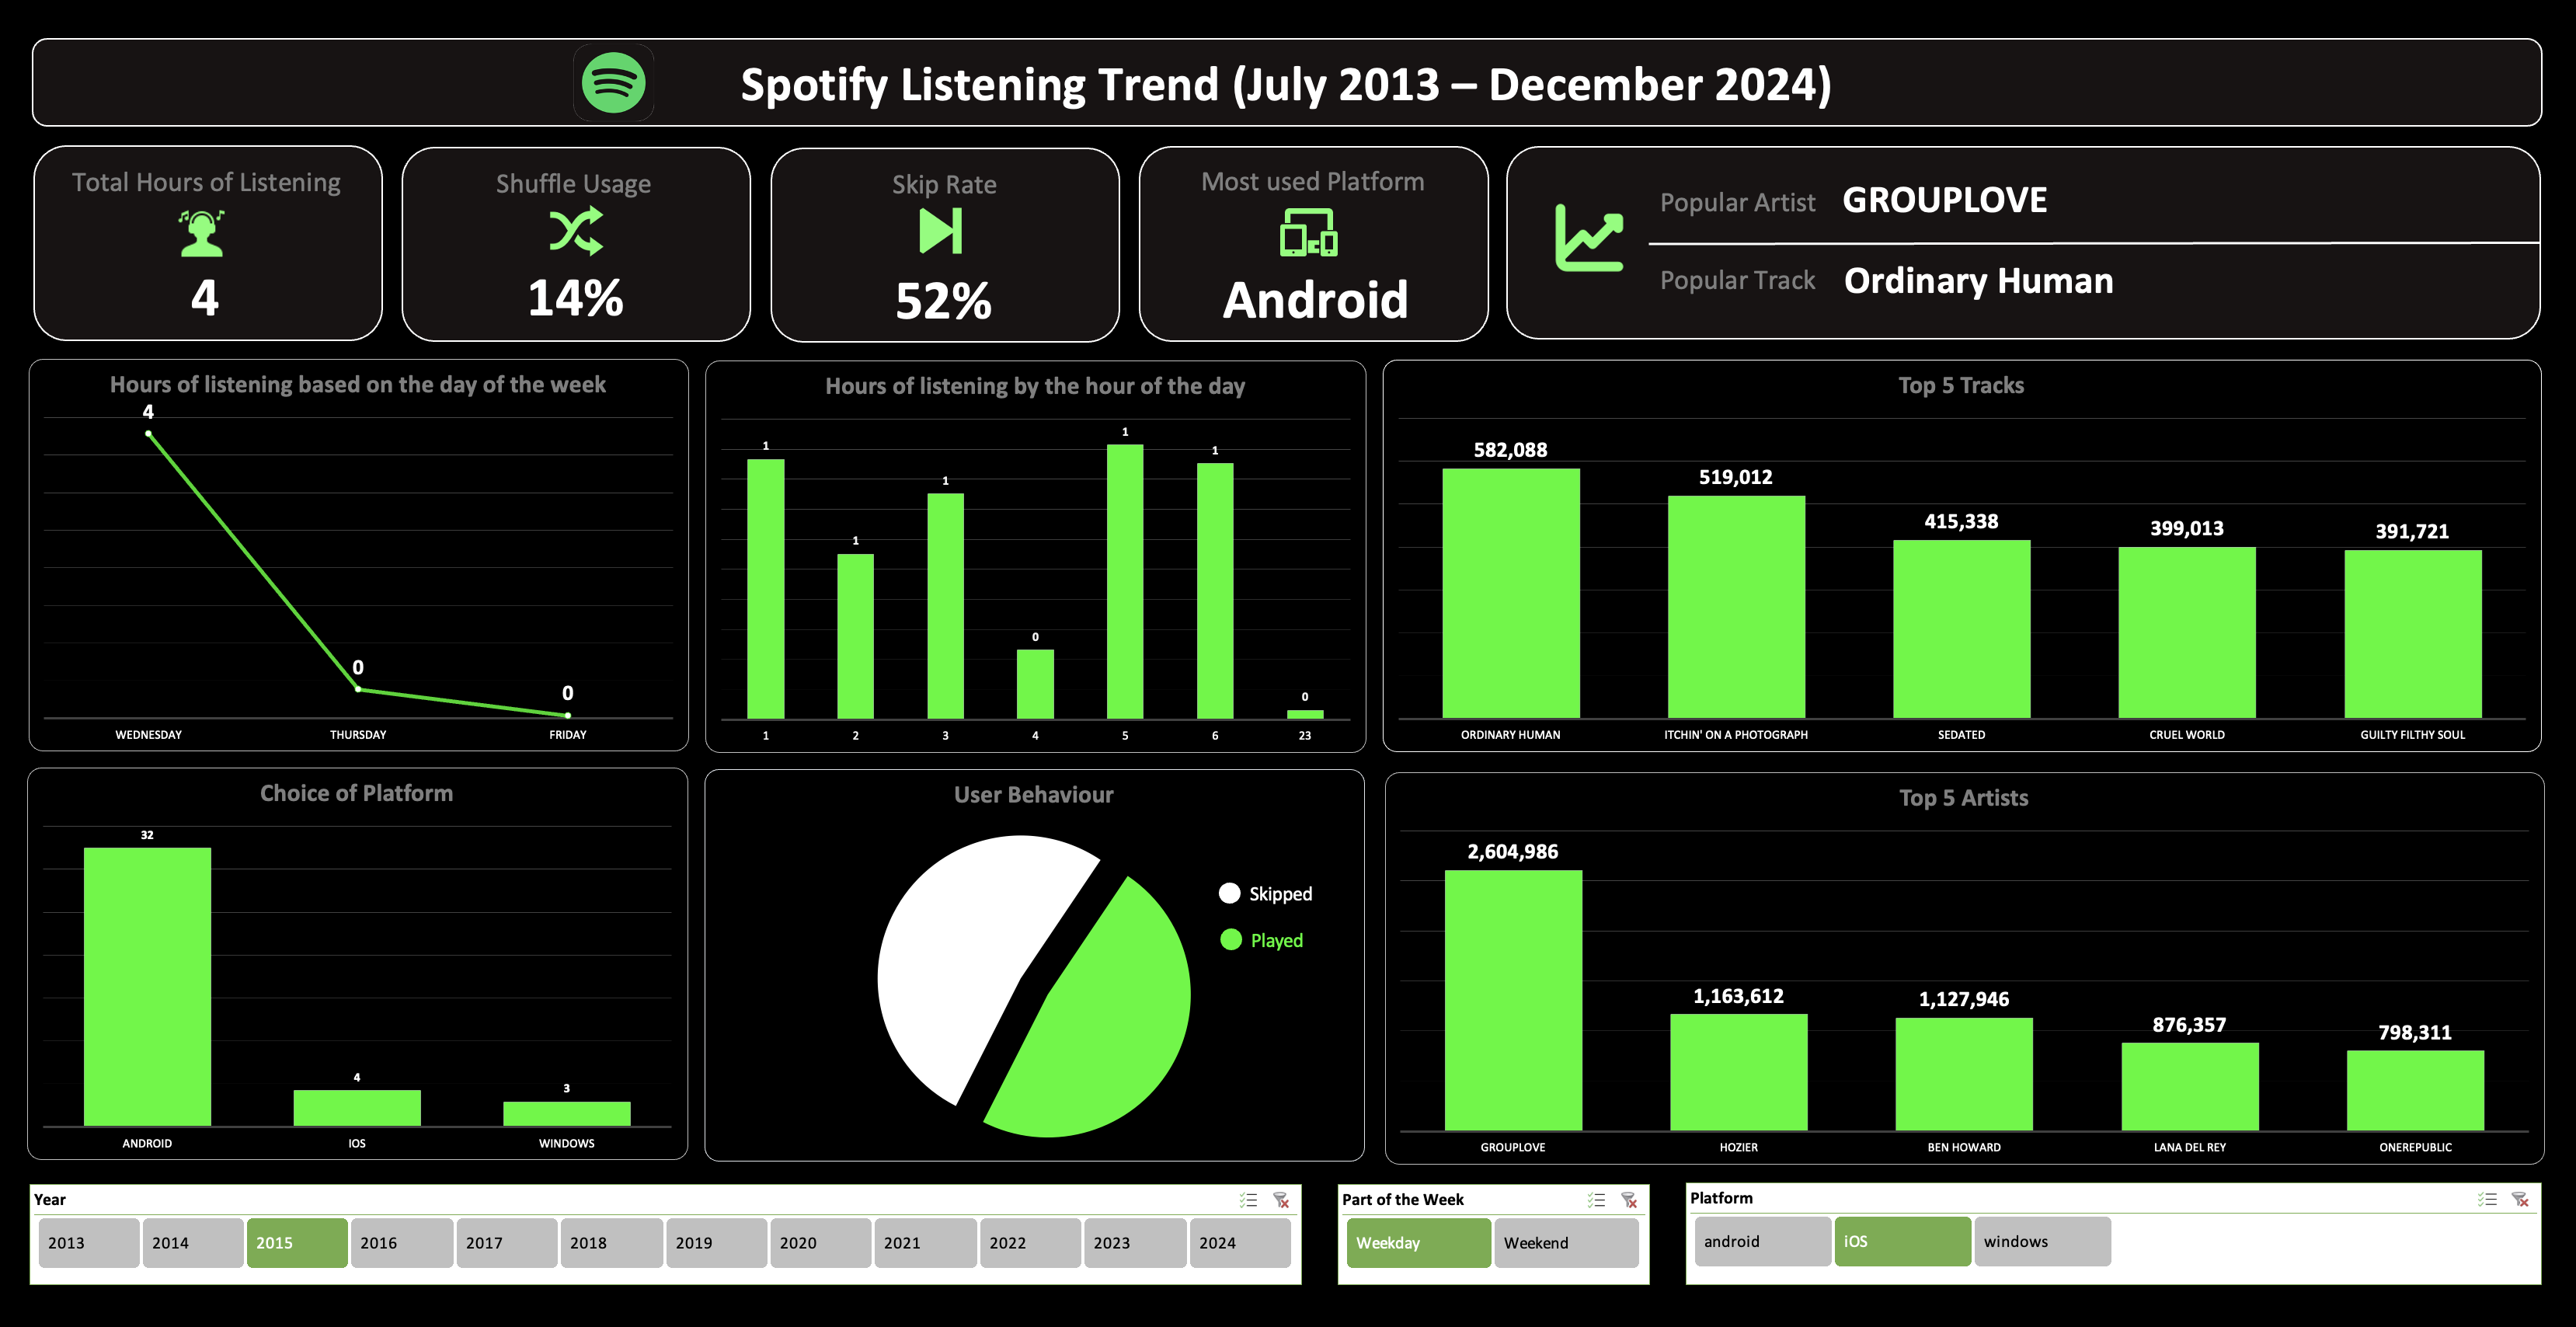 Spotify Listening Trend (July 2013 – December 2024)
Total Hours of Listening
4
Shuffle Usage
14%
Skip Rate
52%
Most used Platform
Android
Popular Artist GROUPLOVE
Popular Track Ordinary Human
Hours of listening based on the day of the week
4
0
0
WEDNESDAY THURSDAY FRIDAY
Hours of listening by the hour of the day
1 1 1 0 1 1 0
1 2 3 4 5 6 23
Top 5 Tracks
582,088 519,012 415,338 399,013 391,721
ORDINARY HUMAN ITCHIN' ON A PHOTOGRAPH SEDATED CRUEL WORLD GUILTY FILTHY SOUL
Choice of Platform
32 4 3
ANDROID IOS WINDOWS
User Behaviour
Skipped
Played
Top 5 Artists
2,604,986 1,163,612 1,127,946 876,357 798,311
GROUPLOVE HOZIER BEN HOWARD LANA DEL REY ONEREPUBLIC
Year
2013 2014 2015 2016 2017 2018 2019 2020 2021 2022 2023 2024
Part of the Week
Weekday Weekend
Platform
android iOS windows